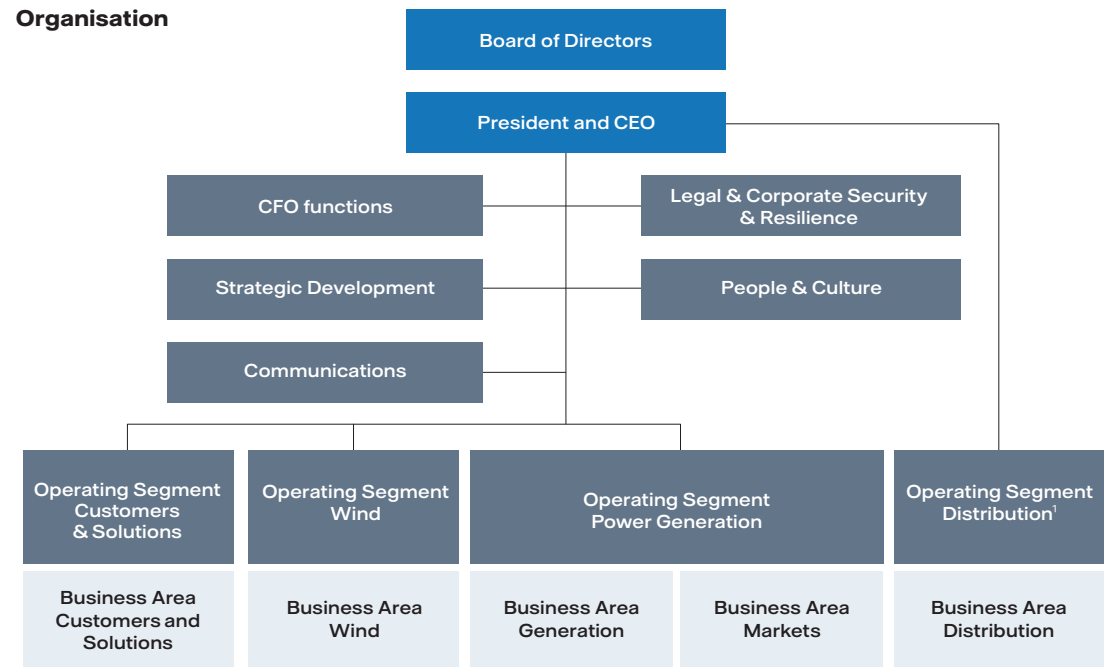 Organisation
Board of Directors
President and CEO
CFO functions
Legal & Corporate Security
& Resilience
Strategic Development
People & Culture
Communications
Operating Segment
Customers
& Solutions
Operating Segment
Wind
Operating Segment
Power Generation
Operating Segment
Distribution¹
Business Area
Customers and
Solutions
Business Area
Wind
Business Area
Generation
Business Area
Markets
Business Area
Distribution